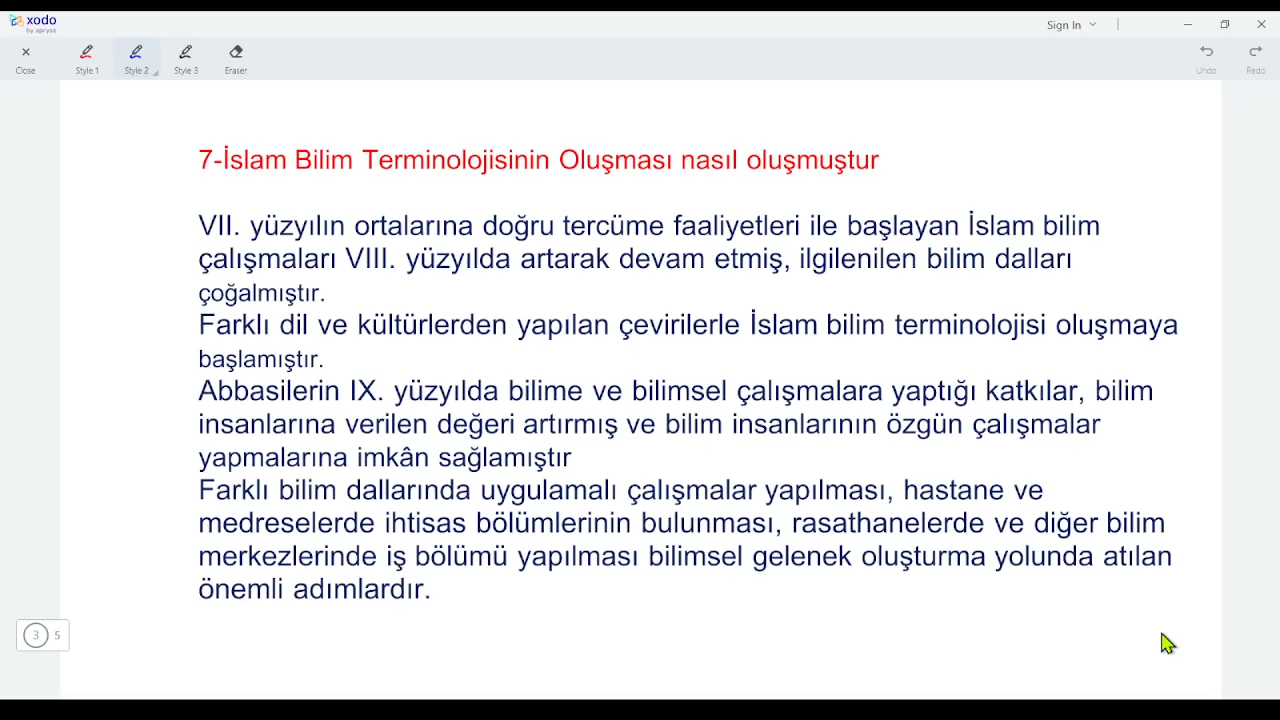 xodo
by apryse
Sign In
Close
Style 1
Style 2
Style 3
Eraser
Undo
Redo
7-İslam Bilim Terminolojisinin Oluşması nasıl oluşmuştur
VII. yüzyılın ortalarına doğru tercüme faaliyetleri ile başlayan İslam bilim
çalışmaları VIII. yüzyılda artarak devam etmiş, ilgilenilen bilim dalları
çoğalmıştır.
Farklı dil ve kültürlerden yapılan çevirilerle İslam bilim terminolojisi oluşmaya
başlamıştır.
Abbasilerin IX. yüzyılda bilime ve bilimsel çalışmalara yaptığı katkılar, bilim
insanlarına verilen değeri artırmış ve bilim insanlarının özgün çalışmalar
yapmalarına imkân sağlamıştır
Farklı bilim dallarında uygulamalı çalışmalar yapılması, hastane ve
medreselerde ihtisas bölümlerinin bulunması, rasathanelerde ve diğer bilim
merkezlerinde iş bölümü yapılması bilimsel gelenek oluşturma yolunda atılan
önemli adımlardır.
3 5